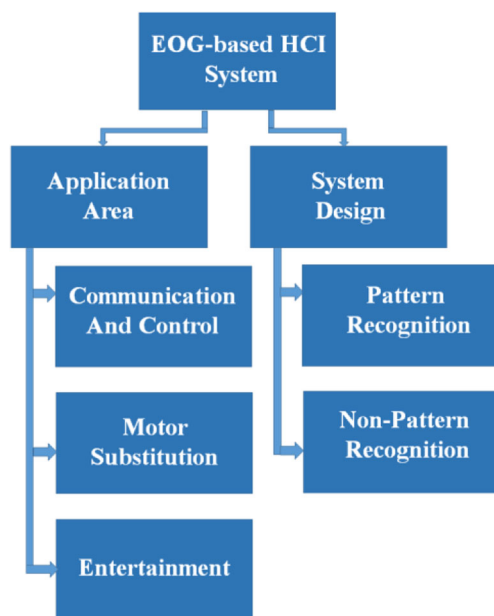 EOG-based HCI
System
Application
Area
System
Design
Communication
And Control
Pattern
Recognition
Motor
Substitution
Non-Pattern
Recognition
Entertainment